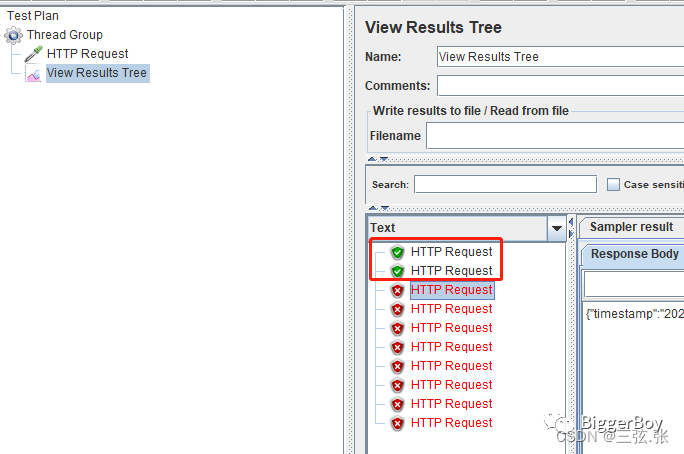 Test Plan
Thread Group
HTTP Request
View Results Tree
View Results Tree
Name: View Results Tree
Comments:
Write results to file / Read from file
Filename
Search: Case sensiti
Text
Sampler result
Response Body
HTTP Request
HTTP Request
HTTP Request
HTTP Request
HTTP Request
HTTP Request
HTTP Request
HTTP Request
HTTP Request
HTTP Request
{"timestamp":"202
BiggerBoy
CSDN @三弦.张